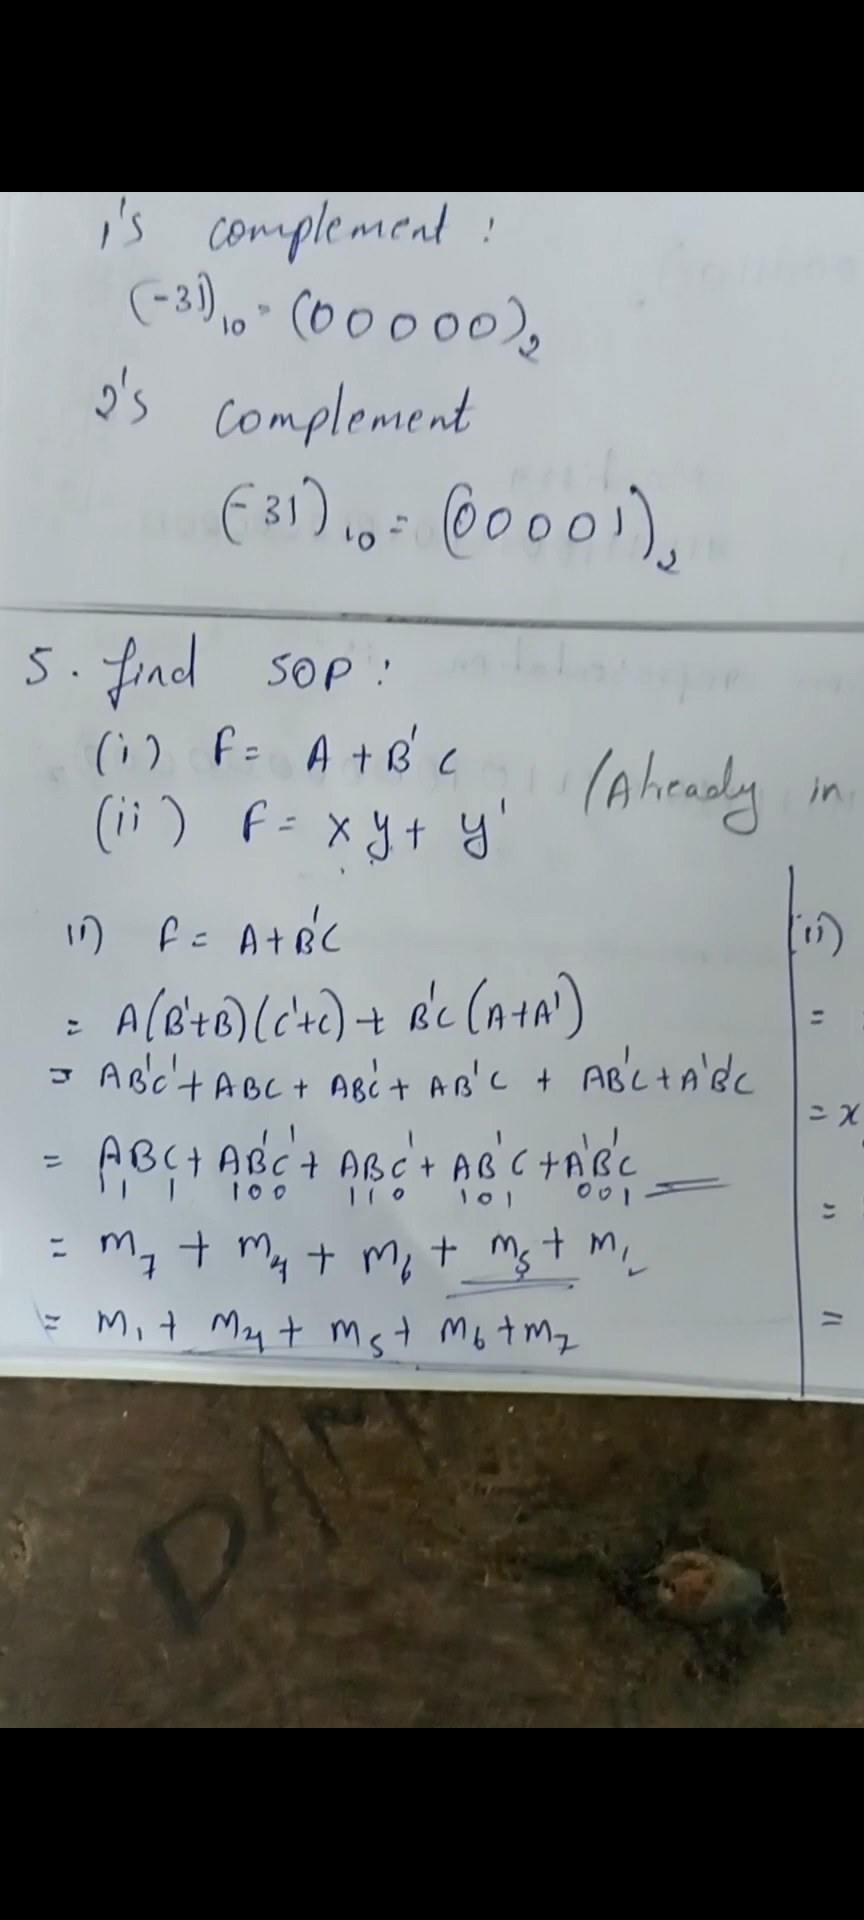 1's complement :
(-31)₁₀ = (00000)₂
2's complement
(-31)₁₀ = (00001)₂
5. find SOP :
(i) F = A + B'C
(Already in
(ii) F = xy + y'
ii) F = A + B'C
= A(B'+B)(C'+C) + B'C(A+A')
= AB'C' + ABC + ABC' + AB'C + AB'C + A'B'C
= ABC + AB'C' + ABC' + AB'C + A'B'C
111 100 110 101 001
= m₇ + m₄ + m₆ + m₅ + m₁
= m₁ + m₄ + m₅ + m₆ + m₇
(ii)
=
= x
=
=
DA